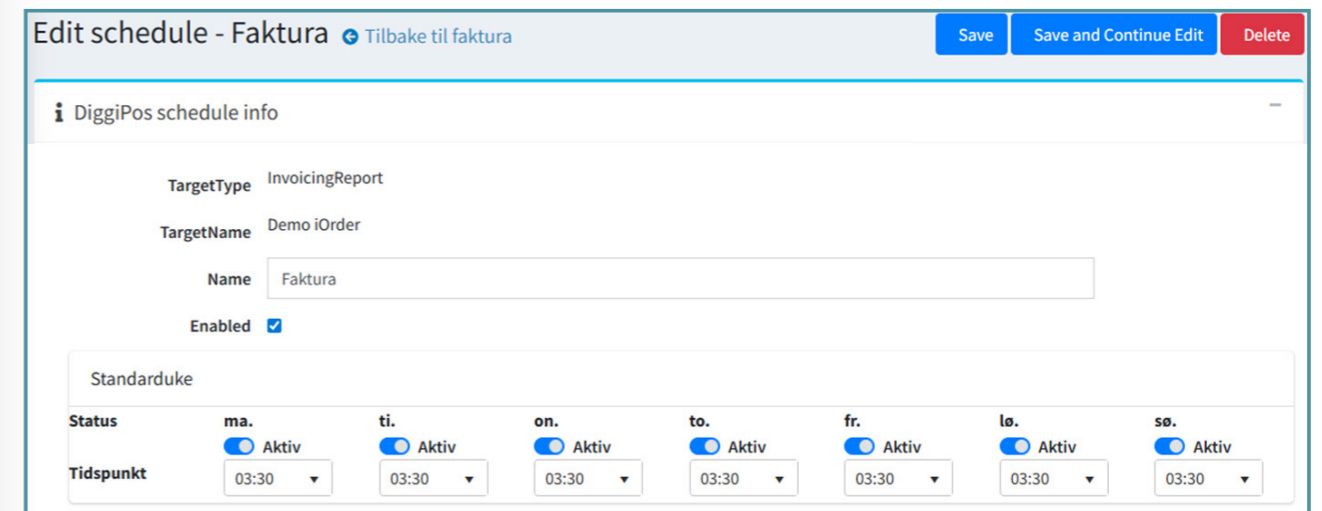 Edit schedule - Faktura Tilbake til faktura Save Save and Continue Edit Delete
DiggiPos schedule info
TargetType InvoicingReport
TargetName Demo iOrder
Name Faktura
Enabled
Standarduke
Status ma. ti. on. to. fr. lø. sø.
Aktiv Aktiv Aktiv Aktiv Aktiv Aktiv Aktiv
Tidspunkt 03:30 03:30 03:30 03:30 03:30 03:30 03:30